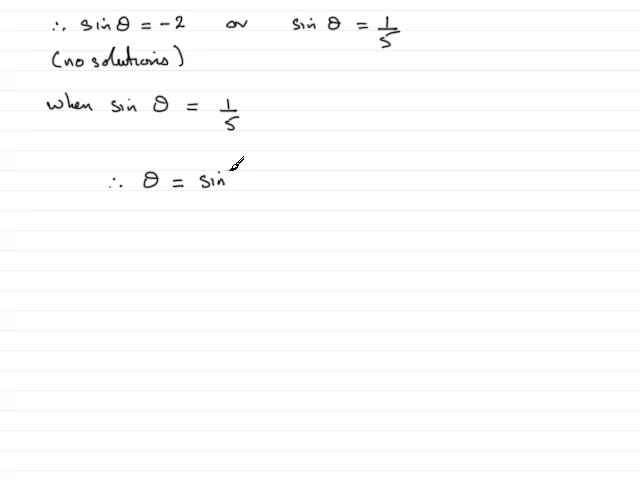 ∴ sin θ = -2 or sin θ = 1/5
(no solutions)
when sin θ = 1/5
∴ θ = sin